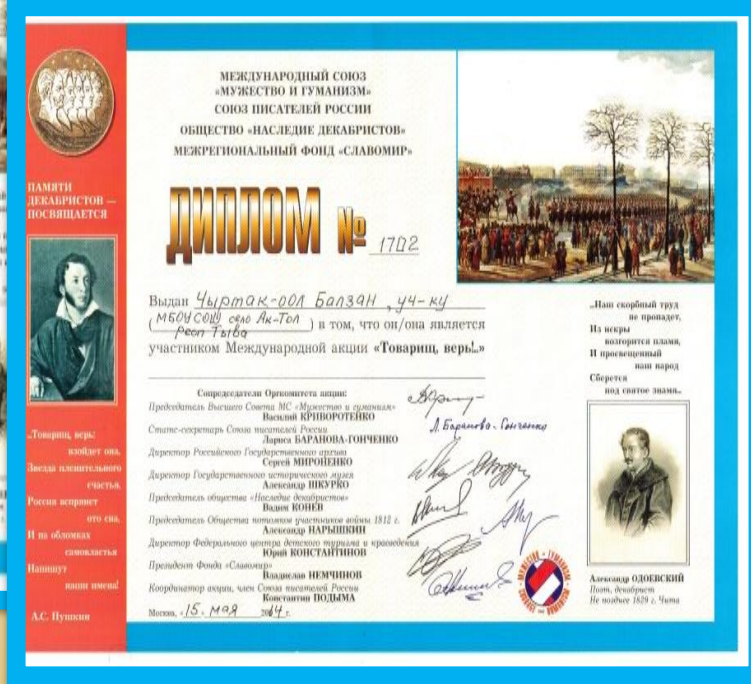 МЕЖДУНАРОДНЫЙ СОЮЗ
«МУЖЕСТВО И ГУМАНИЗМ»
СОЮЗ ПИСАТЕЛЕЙ РОССИИ
ОБЩЕСТВО «НАСЛЕДИЕ ДЕКАБРИСТОВ»
МЕЖРЕГИОНАЛЬНЫЙ ФОНД «СЛАВОМИР»
ДИПЛОМ № 1702
Выдан Чыртак-оол Балзан, уч-ку
(МБОУ СОШ село Ак-Тал) в том, что он/она является
Респ Тыва
участником Международной акции «Товарищ, верь!..»
Сопредседатели Оргкомитета акции:
Председатель Высшего Совета МС «Мужество и гуманизм»
Василий КРИВОРОТЕНКО
Статс-секретарь Союза писателей России
Лариса БАРАНОВА-ГОНЧЕНКО
Директор Российского Государственного архива
Сергей МИРОНЕНКО
Директор Государственного исторического музея
Александр ШКУРКО
Председатель общества «Наследие декабристов»
Вадим КОНЕВ
Председатель Общества потомков участников войны 1812 г.
Александр НАРЫШКИН
Директор Федерального центра детского туризма и краеведения
Юрий КОНСТАНТИНОВ
Президент Фонда «Славомир»
Владислав НЕМЧИНОВ
Координатор акции, член Союза писателей России
Константин ПОДЫМА
Москва, «15» мая 2014 г.
Л. Баранова-Гонченко
ПАМЯТИ
ДЕКАБРИСТОВ —
ПОСВЯЩАЕТСЯ
„Товарищ, верь:
взойдет она,
Звезда пленительного
счастья,
Россия вспрянет
ото сна,
И на обломках
самовластья
Напишут
наши имена!
А.С. Пушкин
„Наш скорбный труд
не пропадет,
Из искры
возгорится пламя,
И просвещенный
наш народ
Сберется
под святое знамя„
Александр ОДОЕВСКИЙ
Поэт, декабрист
Не позднее 1829 г. Чита